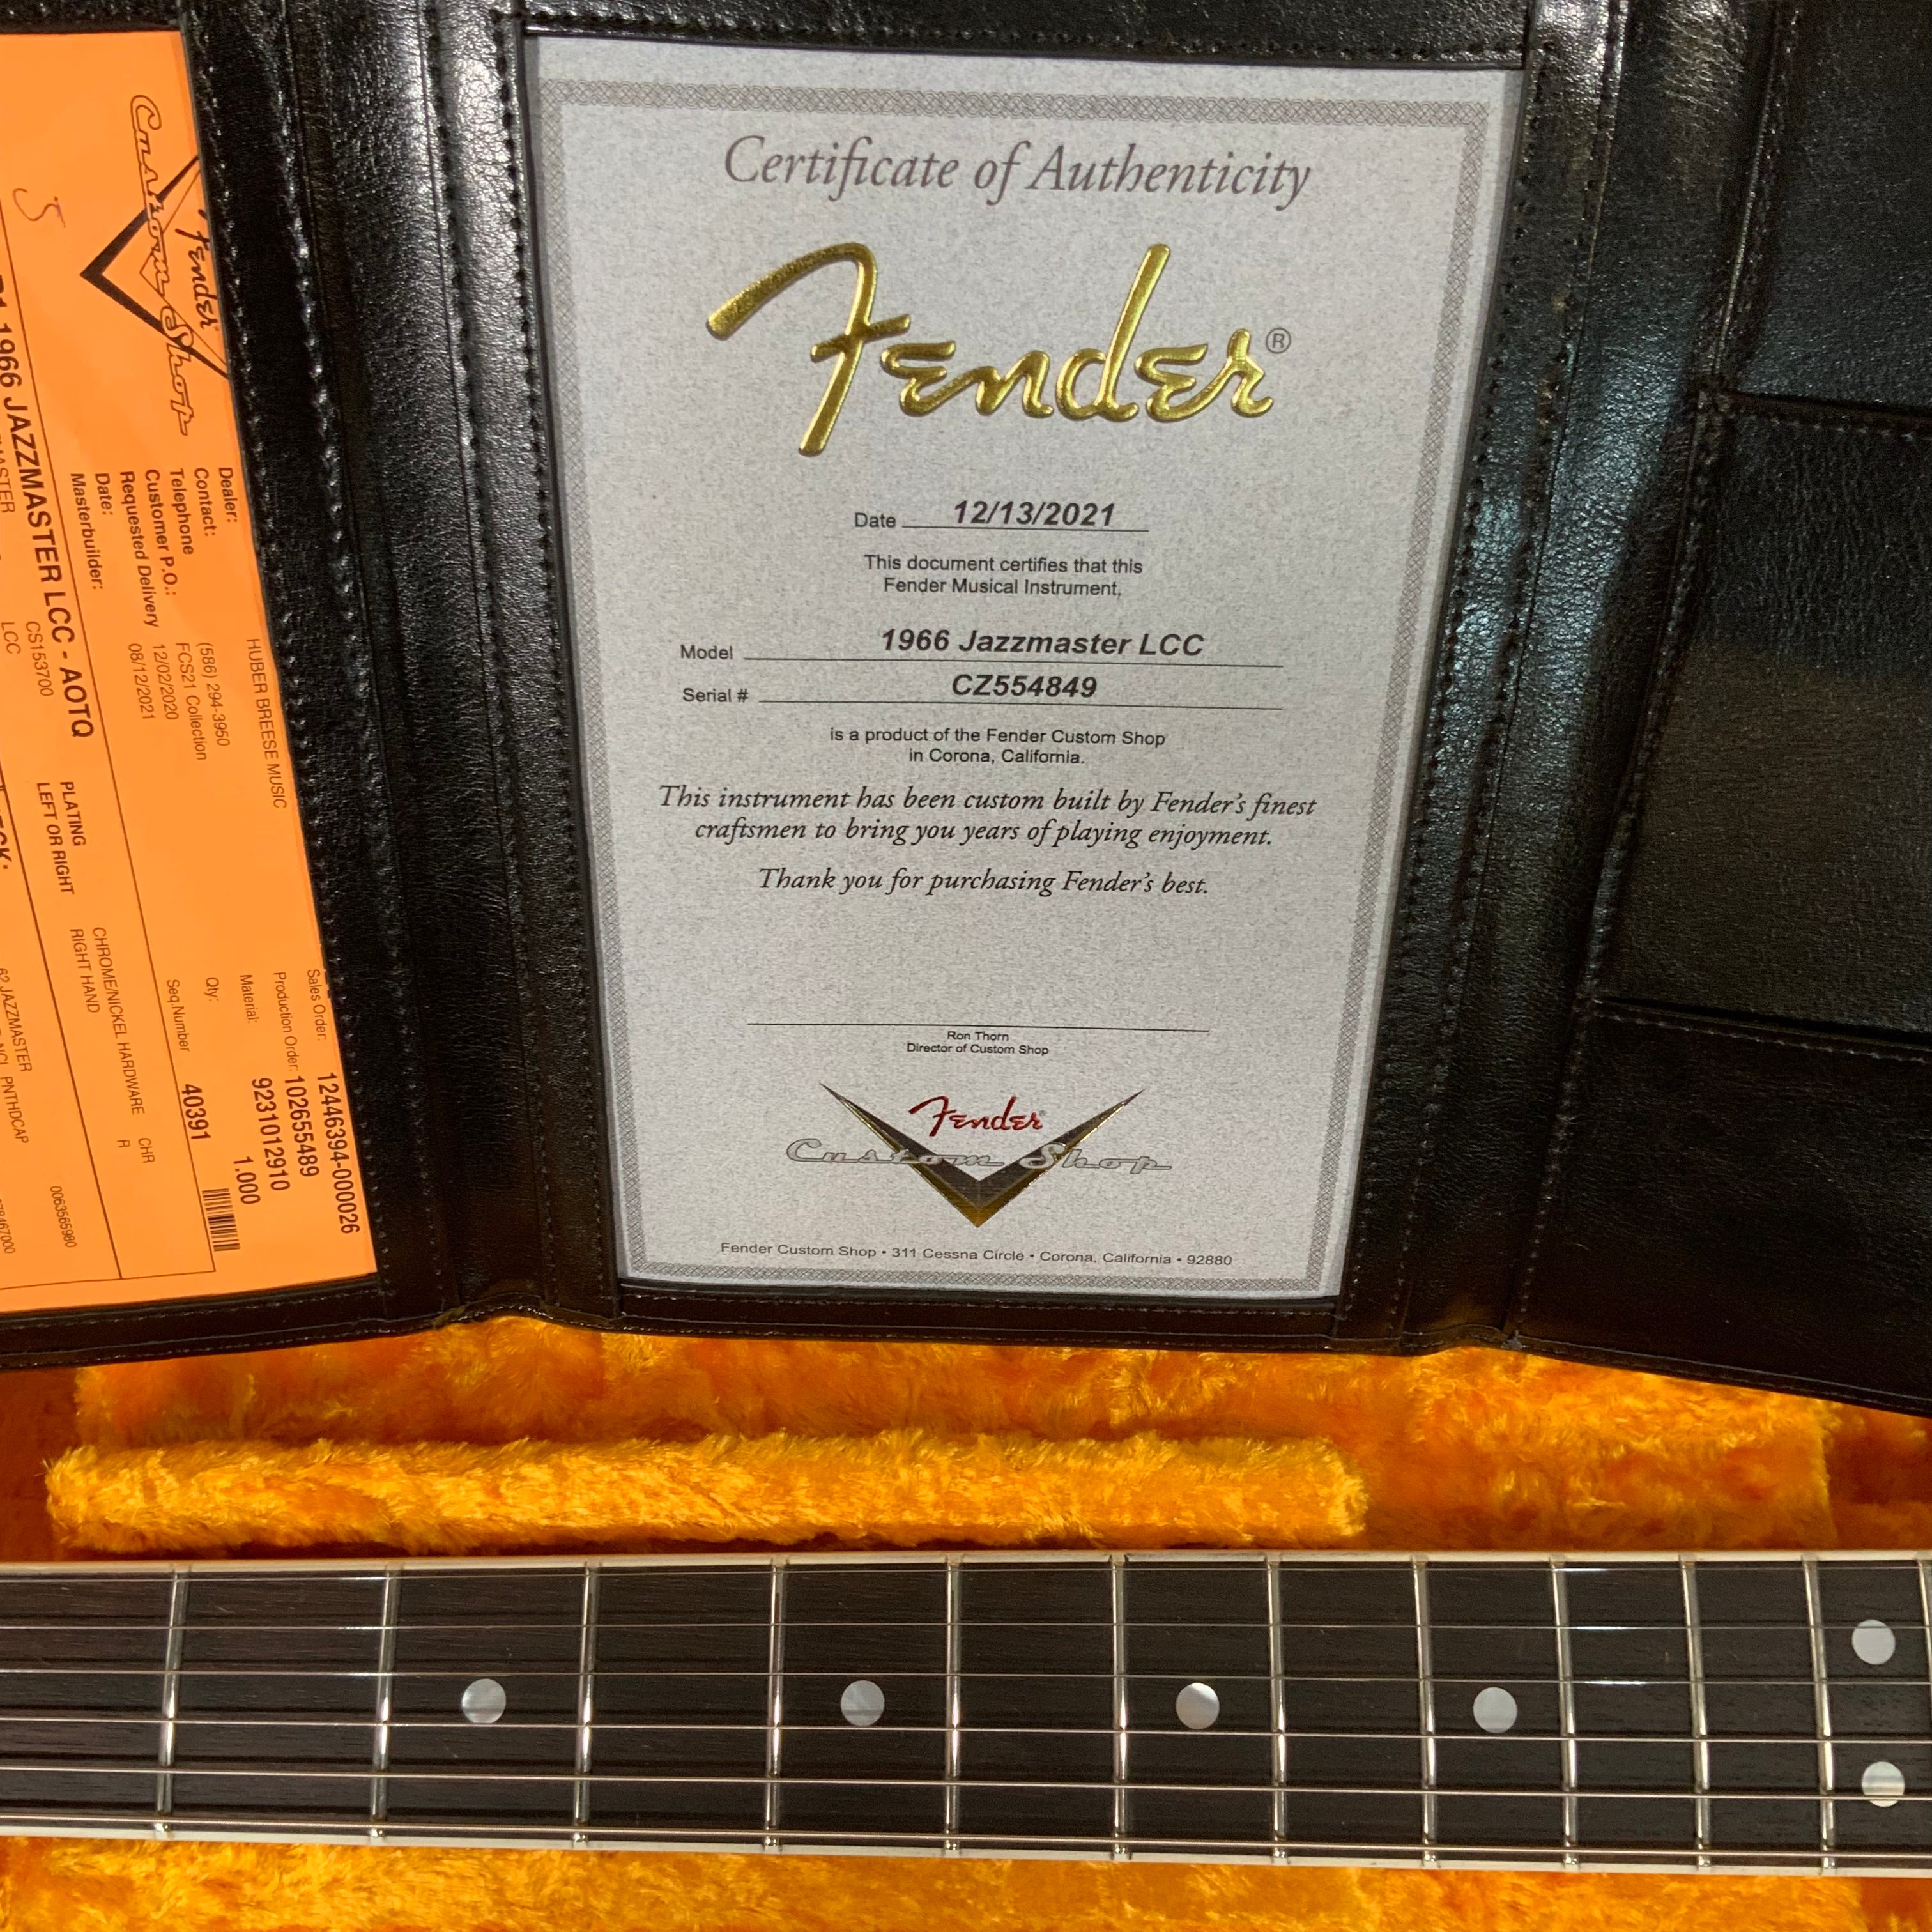 Certificate of Authenticity
Fender®
Date 12/13/2021
This document certifies that this
Fender Musical Instrument,
Model 1966 Jazzmaster LCC
Serial # CZ554849
is a product of the Fender Custom Shop
in Corona, California.
This instrument has been custom built by Fender's finest
craftsmen to bring you years of playing enjoyment.
Thank you for purchasing Fender's best.
Ron Thorn
Director of Custom Shop
Fender
Custom Shop
Fender Custom Shop • 311 Cessna Circle • Corona, California • 92880
Fender
Custom Shop
5
Dealer: HUBER BREESE MUSIC
Contact:
Telephone (586) 294-3950
Customer P.O.: FCS21 Collection
Requested Delivery 12/02/2020
Date: 08/12/2021
Masterbuilder:
Sales Order: 12446394-000026
Production Order: 102655489
Material: 9231012910
Qty: 1.000
Seq.Number 40391
1966 JAZZMASTER LCC - AOTQ
CS153700
LCC
PLATING CHROME/NICKEL HARDWARE CHR
LEFT OR RIGHT RIGHT HAND R
62 JAZZMASTER 0063565980
PNTHDCAP